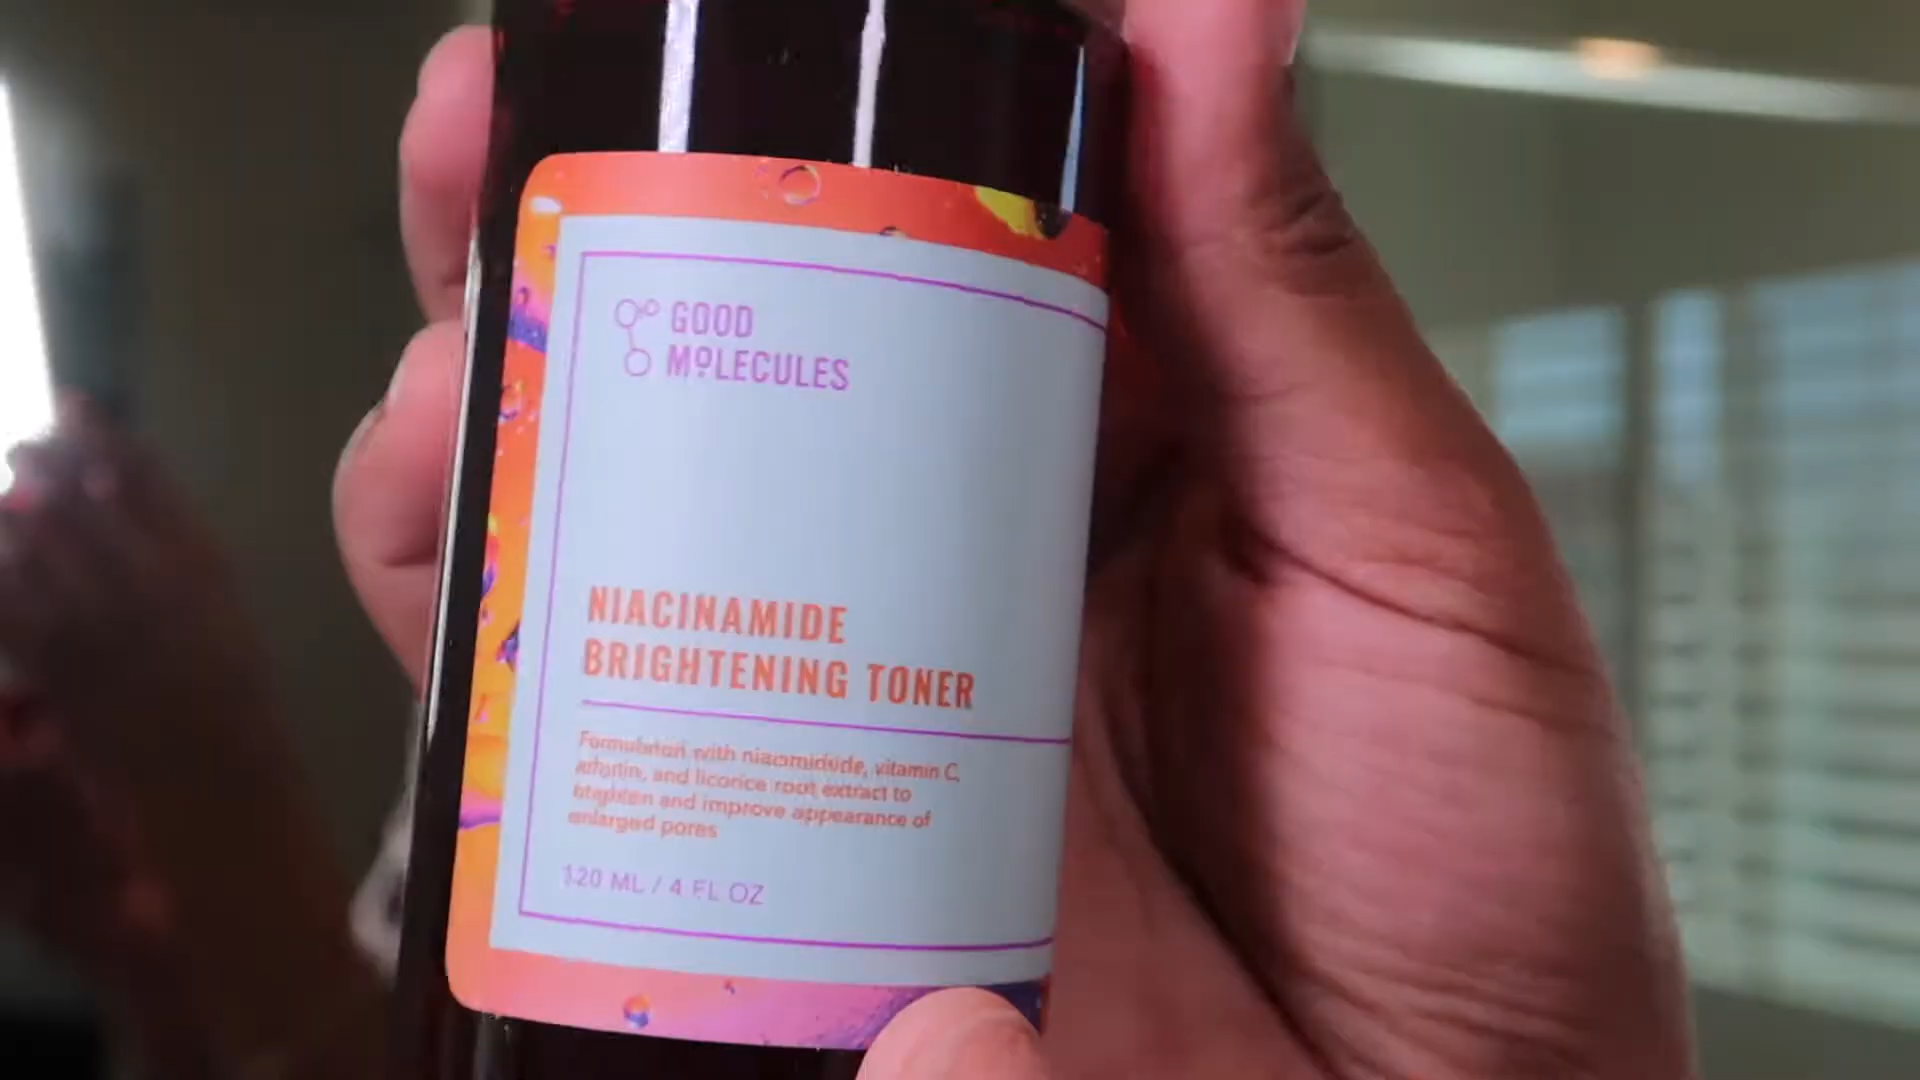 GOOD
MOLECULES
NIACINAMIDE
BRIGHTENING TONER
Formulation with niacinamide, vitamin C,
arbutin, and licorice root extract to
brighten and improve appearance of
enlarged pores
120 ML / 4 FL OZ